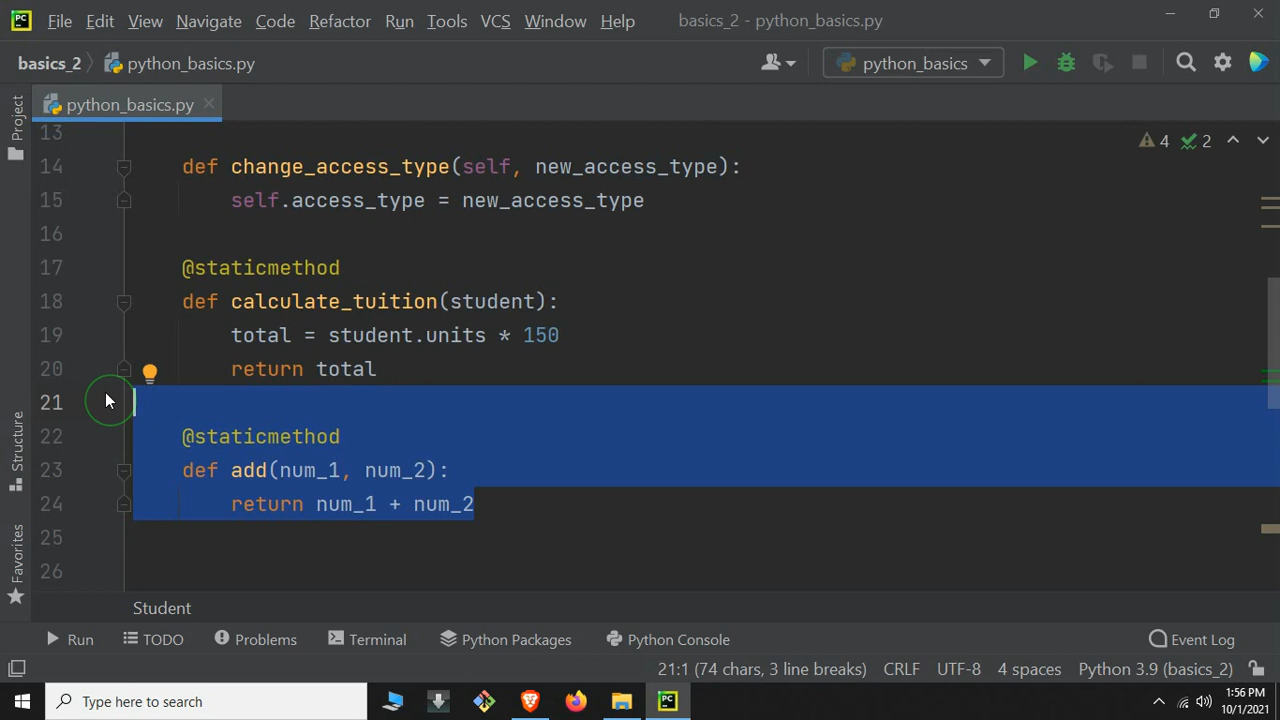 PC File Edit View Navigate Code Refactor Run Tools VCS Window Help basics_2 - python_basics.py
basics_2 python_basics.py python_basics
python_basics.py
Project
13
4 2
14 def change_access_type(self, new_access_type):
15 self.access_type = new_access_type
16
17 @staticmethod
18 def calculate_tuition(student):
19 total = student.units * 150
20 return total
21
22 @staticmethod
23 def add(num_1, num_2):
24 return num_1 + num_2
25
26
Structure
Favorites
Student
Run TODO Problems Terminal Python Packages Python Console Event Log
21:1 (74 chars, 3 line breaks) CRLF UTF-8 4 spaces Python 3.9 (basics_2)
Type here to search PC 1:56 PM
10/1/2021